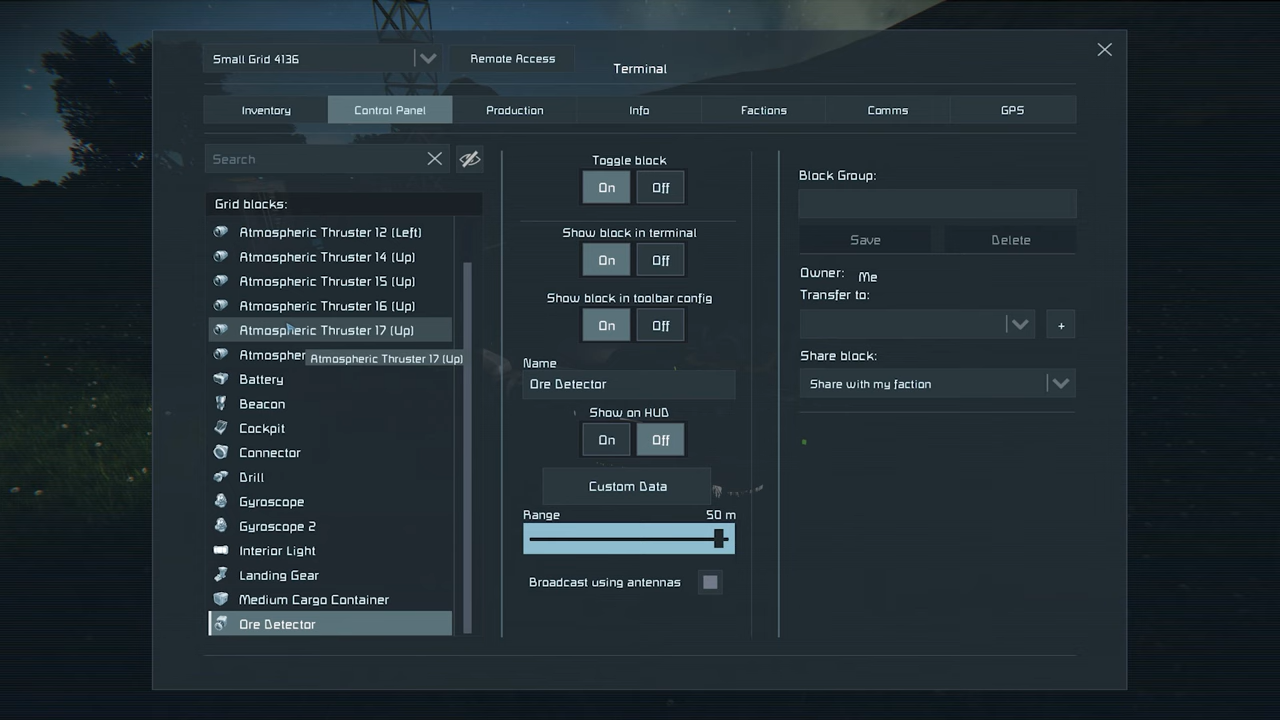 Small Grid 4136
Remote Access
Terminal
Inventory
Control Panel
Production
Info
Factions
Comms
GPS
Search
Grid blocks:
Atmospheric Thruster 12 (Left)
Atmospheric Thruster 14 (Up)
Atmospheric Thruster 15 (Up)
Atmospheric Thruster 16 (Up)
Atmospheric Thruster 17 (Up)
Atmospher
Atmospheric Thruster 17 (Up)
Battery
Beacon
Cockpit
Connector
Drill
Gyroscope
Gyroscope 2
Interior Light
Landing Gear
Medium Cargo Container
Ore Detector
Toggle block
On Off
Show block in terminal
On Off
Show block in toolbar config
On Off
Name
Ore Detector
Show on HUD
On Off
Custom Data
Range 50 m
Broadcast using antennas
Block Group:
Save Delete
Owner: Me
Transfer to:
+
Share block:
Share with my faction